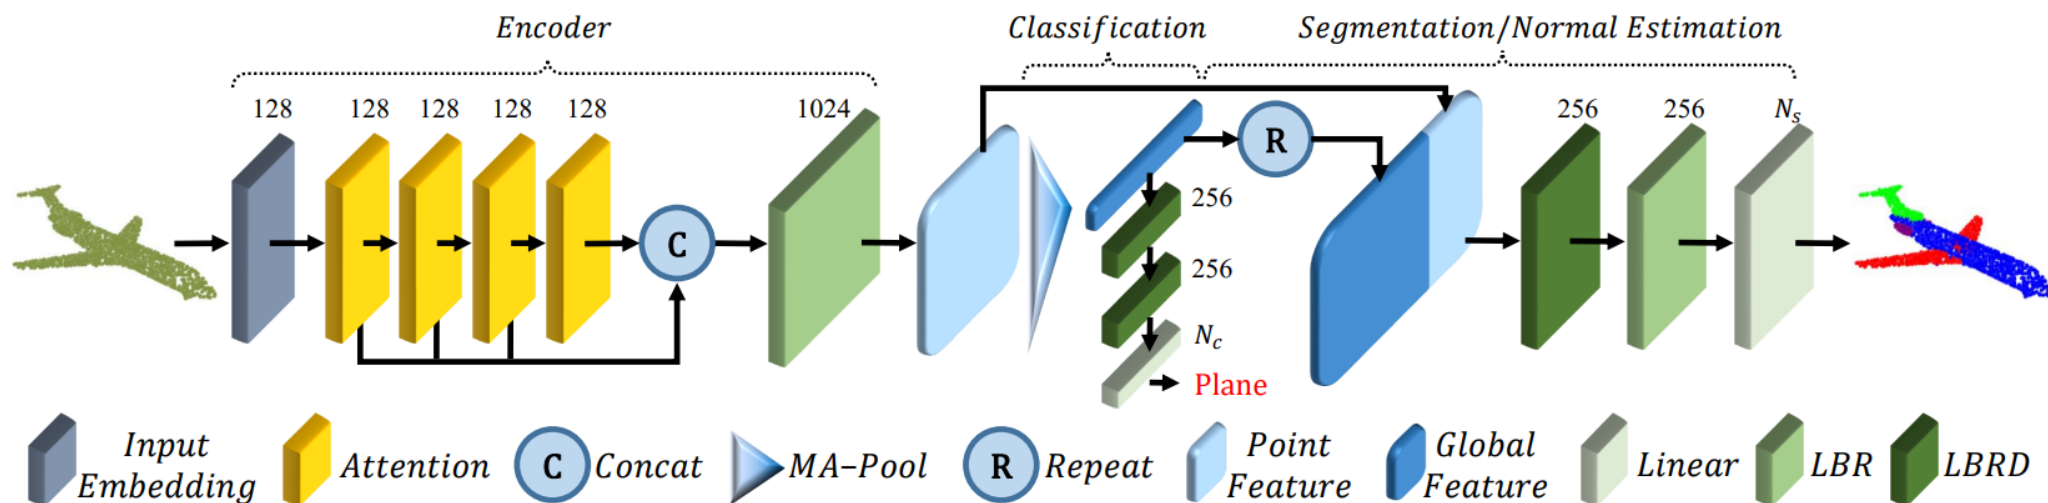 Encoder
Classification
Segmentation/Normal Estimation
128
128
128
128
128
1024
256
256
N_s
R
256
C
256
N_c
Plane
Input Embedding
Attention
C
Concat
MA–Pool
R
Repeat
Point Feature
Global Feature
Linear
LBR
LBRD